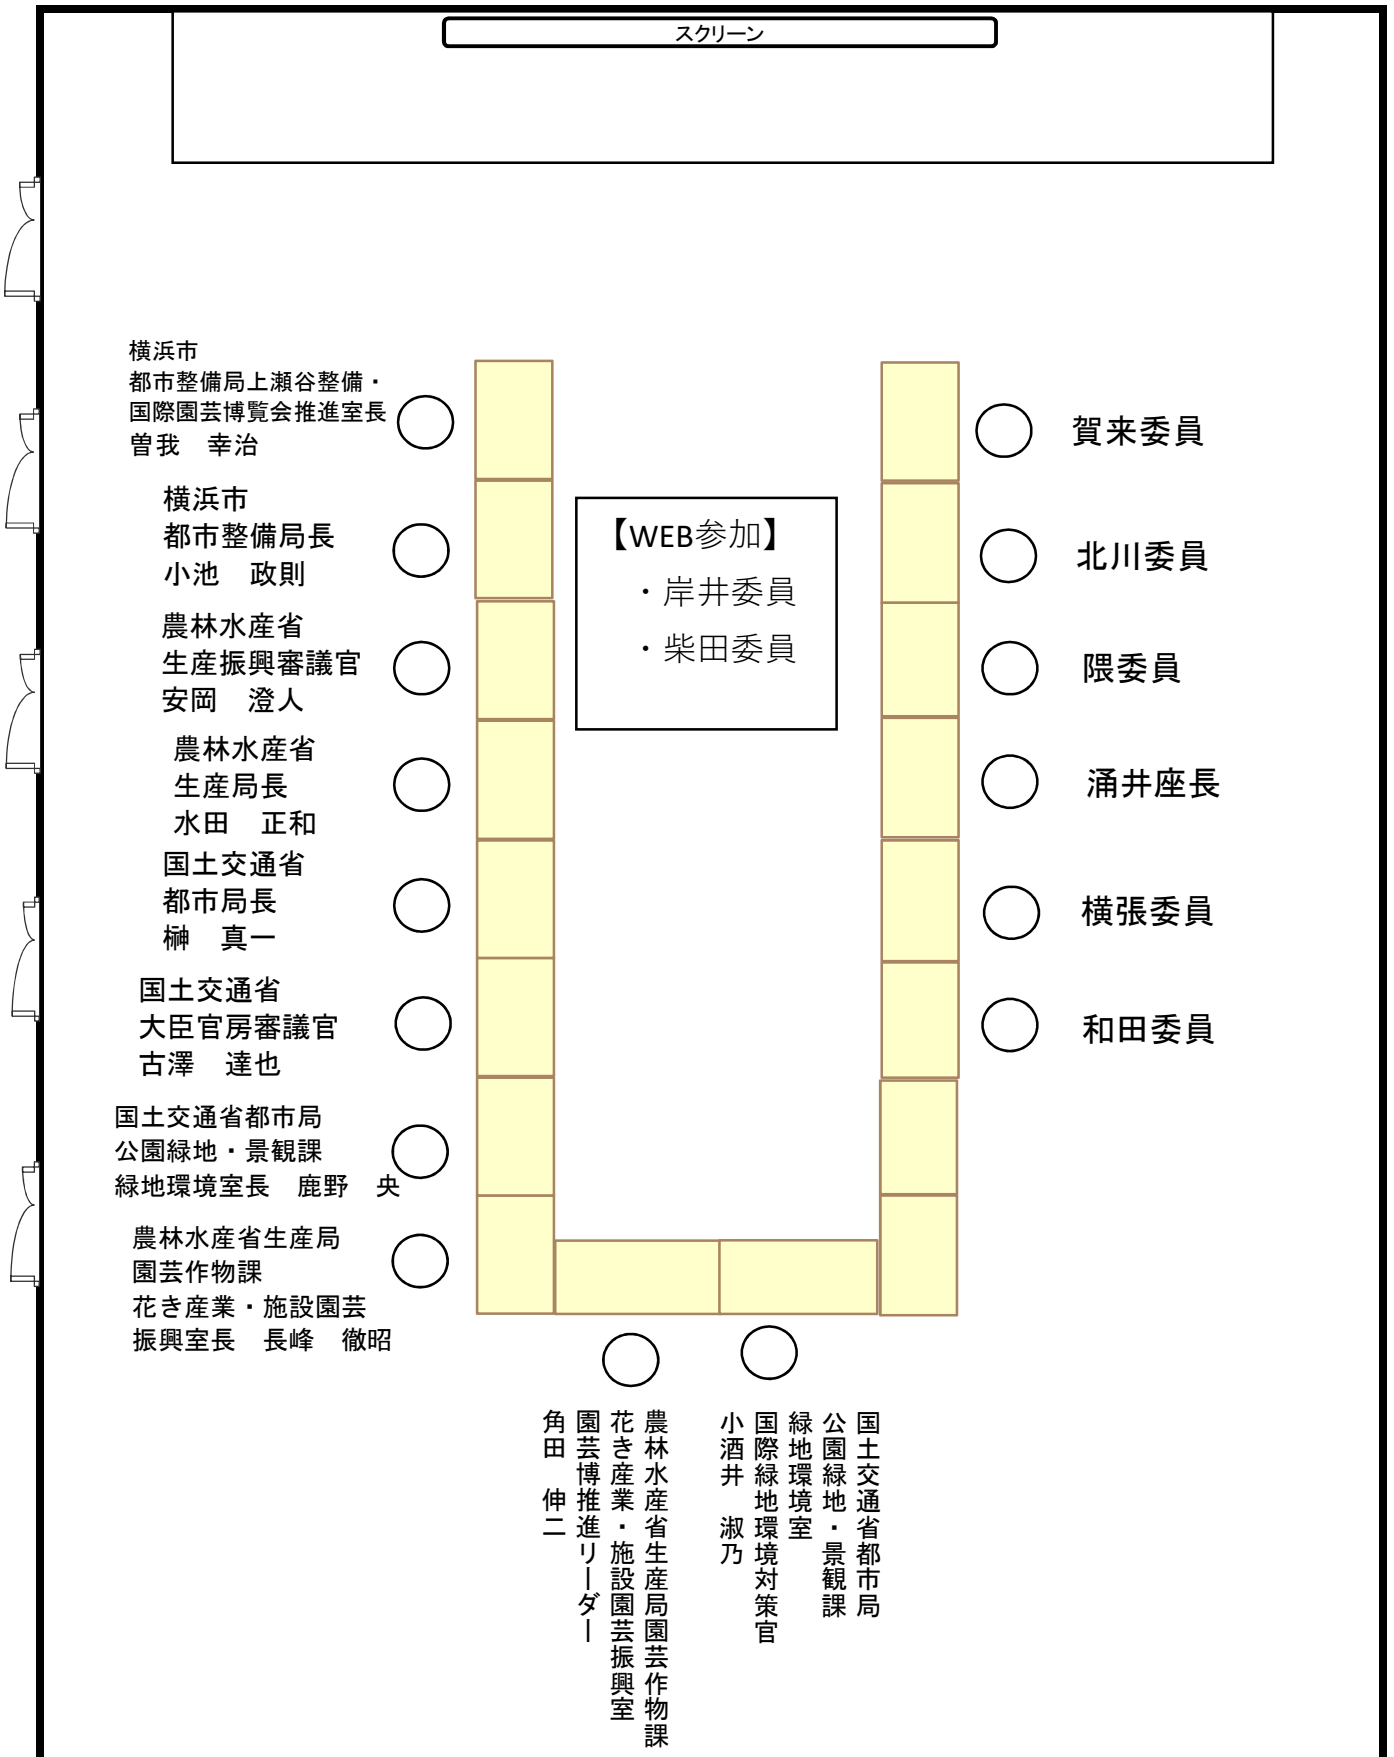 スクリーン
横浜市
都市整備局上瀬谷整備・
国際園芸博覧会推進室長
曽我　幸治
横浜市
都市整備局長
小池　政則
農林水産省
生産振興審議官
安岡　澄人
農林水産省
生産局長
水田　正和
国土交通省
都市局長
榊　真一
国土交通省
大臣官房審議官
古澤　達也
国土交通省都市局
公園緑地・景観課
緑地環境室長　鹿野　央
農林水産省生産局
園芸作物課
花き産業・施設園芸
振興室長　長峰　徹昭
【WEB参加】
・岸井委員
・柴田委員
賀来委員
北川委員
隈委員
涌井座長
横張委員
和田委員
農林水産省生産局園芸作物課
花き産業・施設園芸振興室
園芸博推進リーダー
角田　伸二
国土交通省都市局
公園緑地・景観課
緑地環境室
国際緑地環境対策官
小酒井　淑乃